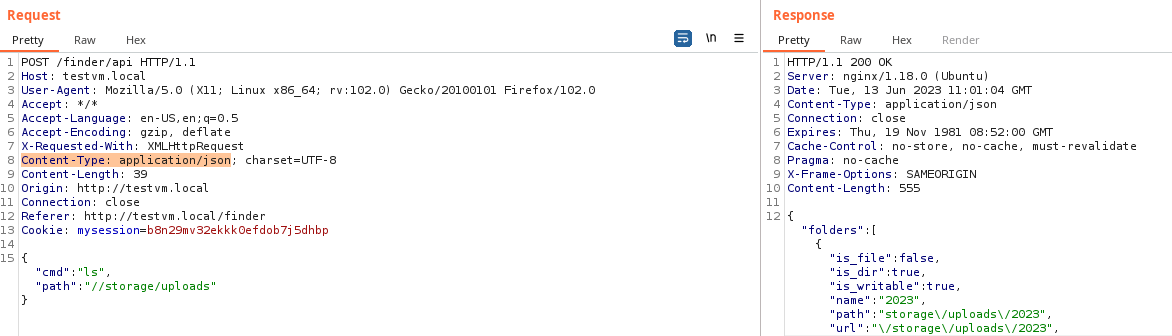 Request
Pretty Raw Hex
\n
1 POST /finder/api HTTP/1.1
2 Host: testvm.local
3 User-Agent: Mozilla/5.0 (X11; Linux x86_64; rv:102.0) Gecko/20100101 Firefox/102.0
4 Accept: */*
5 Accept-Language: en-US,en;q=0.5
6 Accept-Encoding: gzip, deflate
7 X-Requested-With: XMLHttpRequest
8 Content-Type: application/json; charset=UTF-8
9 Content-Length: 39
10 Origin: http://testvm.local
11 Connection: close
12 Referer: http://testvm.local/finder
13 Cookie: mysession=b8n29mv32ekkk0efdob7j5dhbp
14
15 {
"cmd":"ls",
"path":"//storage/uploads"
}
Response
Pretty Raw Hex Render
1 HTTP/1.1 200 OK
2 Server: nginx/1.18.0 (Ubuntu)
3 Date: Tue, 13 Jun 2023 11:01:04 GMT
4 Content-Type: application/json
5 Connection: close
6 Expires: Thu, 19 Nov 1981 08:52:00 GMT
7 Cache-Control: no-store, no-cache, must-revalidate
8 Pragma: no-cache
9 X-Frame-Options: SAMEORIGIN
10 Content-Length: 555
11
12 {
"folders":[
{
"is_file":false,
"is_dir":true,
"is_writable":true,
"name":"2023",
"path":"storage\/uploads\/2023",
"url":"\/storage\/uploads\/2023",